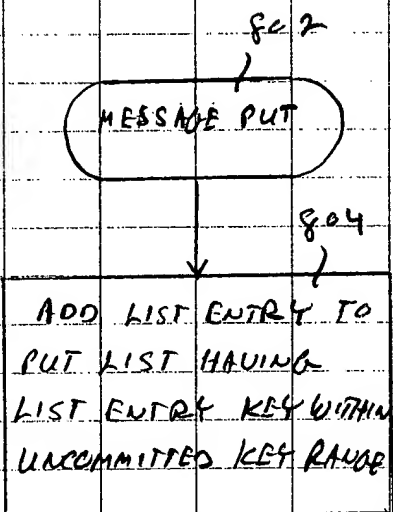 802
MESSAGE PUT
804
ADD LIST ENTRY TO
PUT LIST HAVING
LIST ENTRY KEY WITHIN
UNCOMMITTED KEY RANGE